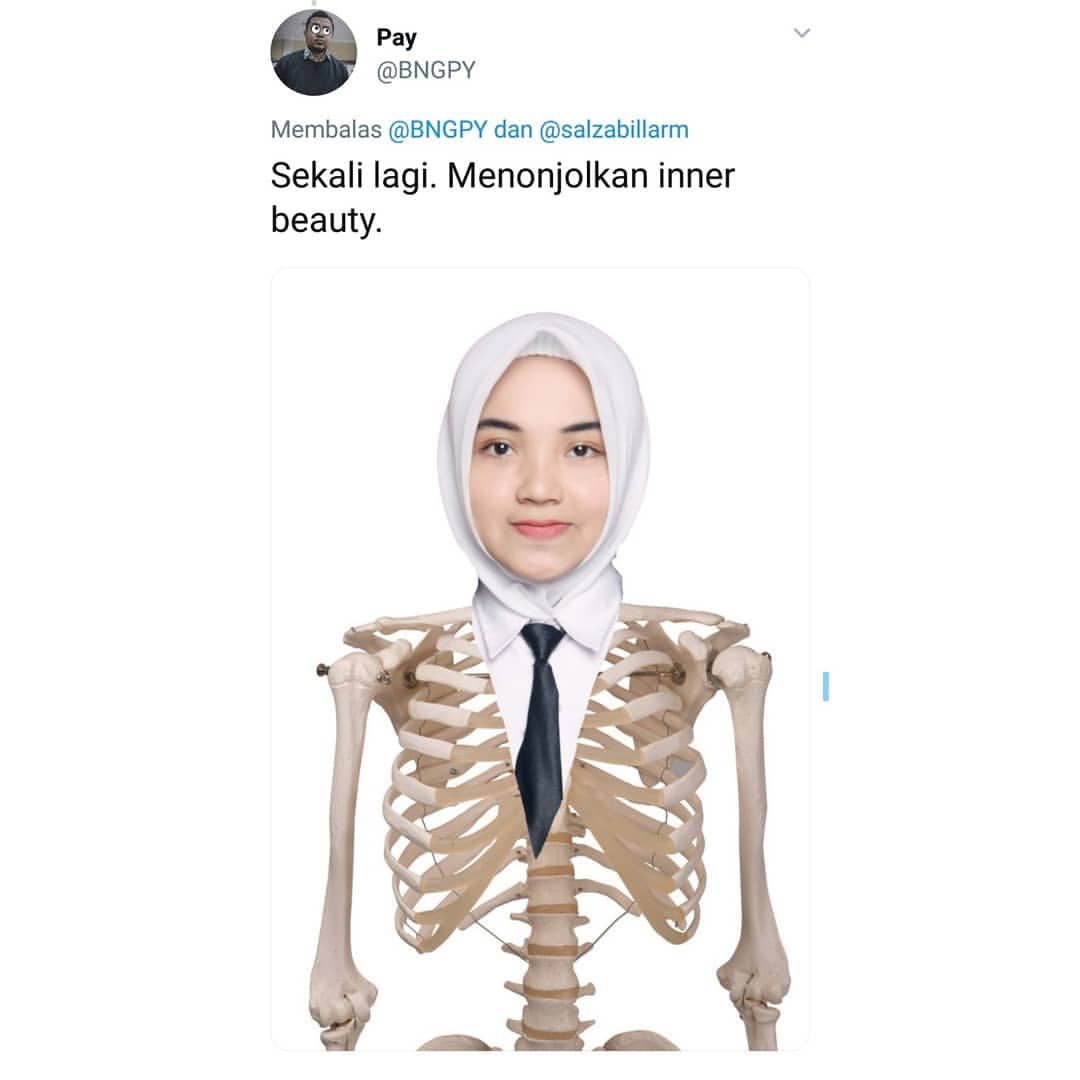 Pay
@BNGPY
Membalas @BNGPY dan @salzabillarm
Sekali lagi. Menonjolkan inner
beauty.